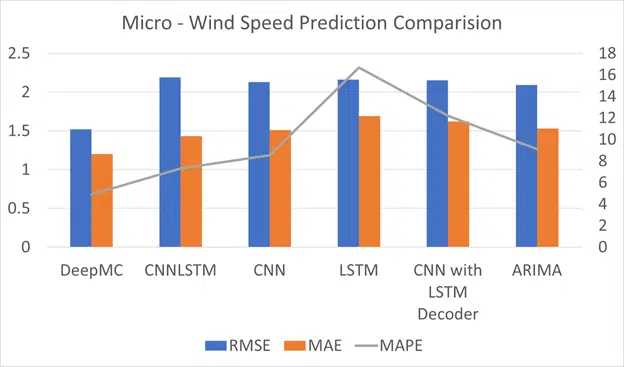 Micro - Wind Speed Prediction Comparision
2.5
2
1.5
1
0.5
0
18
16
14
12
10
8
6
4
2
0
DeepMC
CNNLSTM
CNN
LSTM
CNN with
LSTM
Decoder
ARIMA
RMSE MAE MAPE